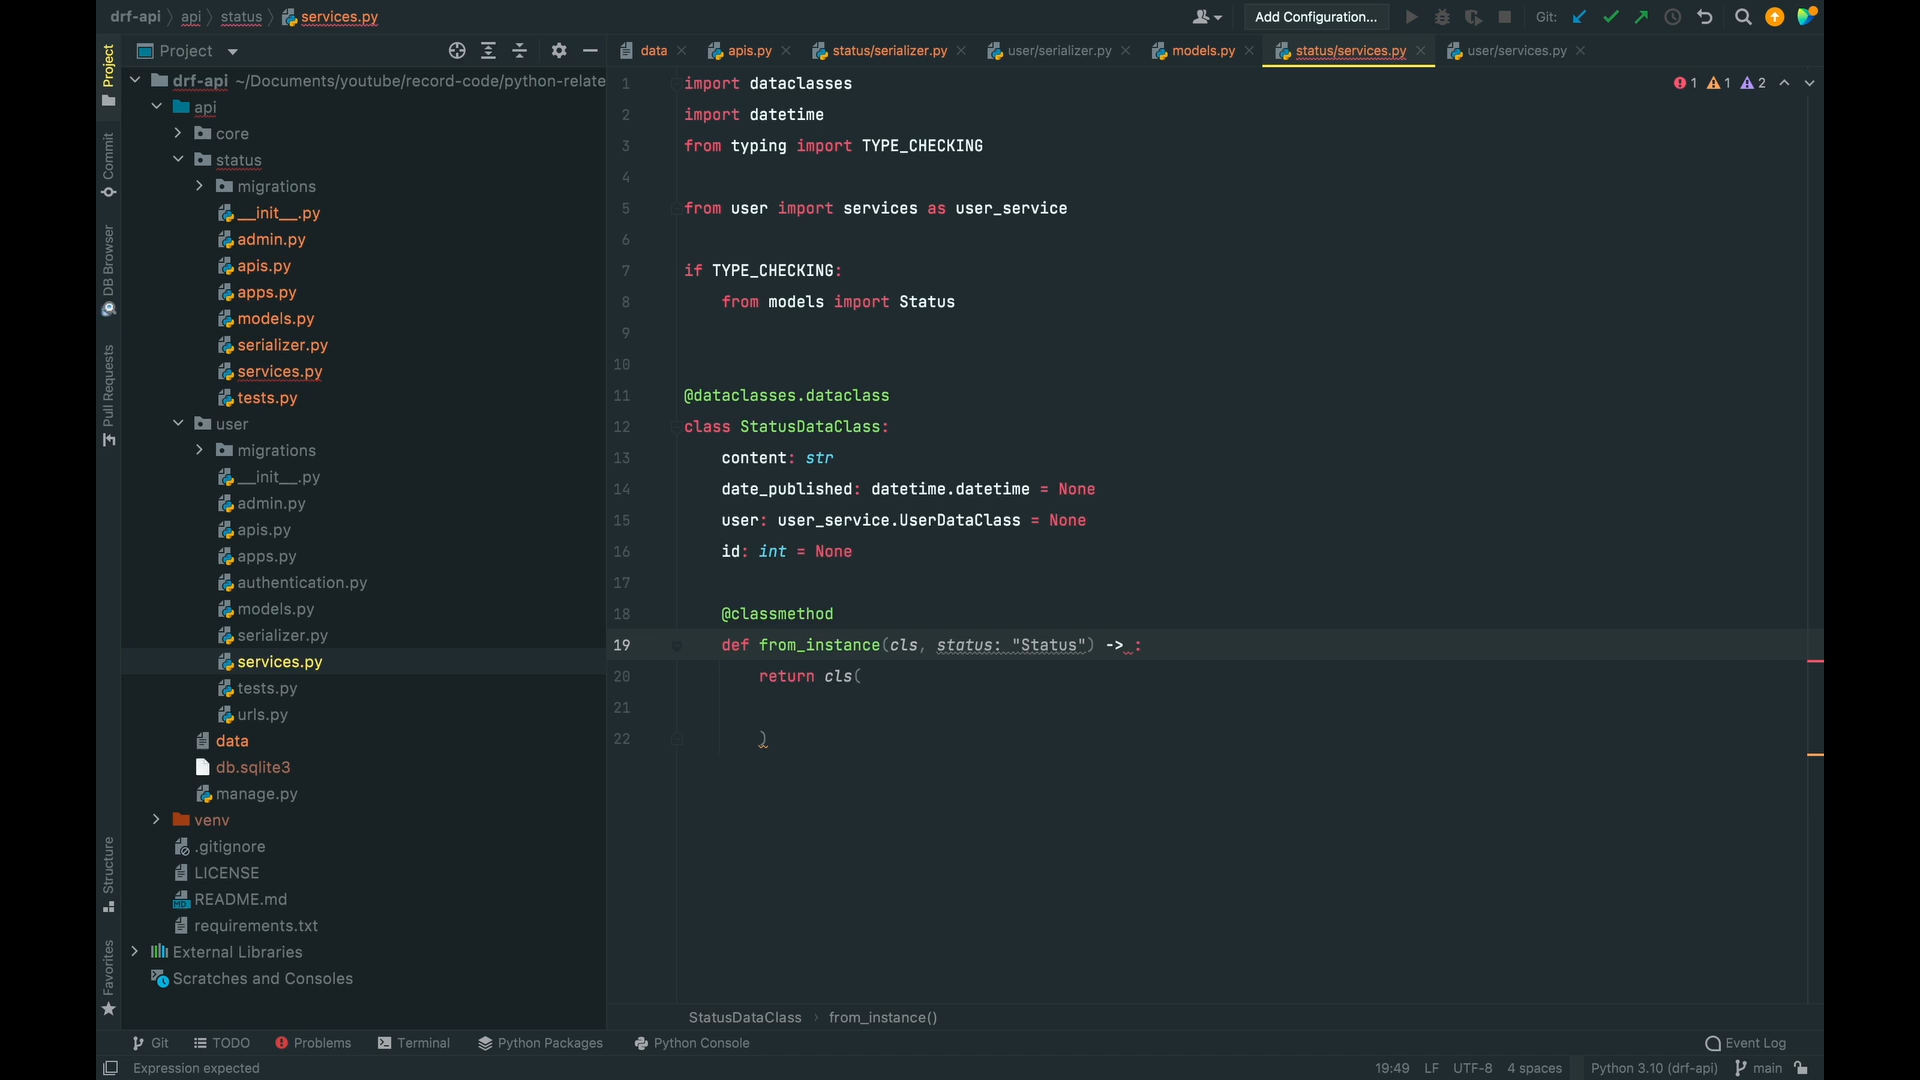 drf-api api status services.py
Add Configuration...
Git:
Project
data
apis.py
status/serializer.py
user/serializer.py
models.py
status/services.py
user/services.py
Project
Commit
DB Browser
Pull Requests
Structure
Favorites
drf-api ~/Documents/youtube/record-code/python-relate
api
core
status
migrations
__init__.py
admin.py
apis.py
apps.py
models.py
serializer.py
services.py
tests.py
user
migrations
__init__.py
admin.py
apis.py
apps.py
authentication.py
models.py
serializer.py
services.py
tests.py
urls.py
data
db.sqlite3
manage.py
venv
.gitignore
LICENSE
README.md
requirements.txt
External Libraries
Scratches and Consoles
1 1 2
1 import dataclasses
2 import datetime
3 from typing import TYPE_CHECKING
4
5 from user import services as user_service
6
7 if TYPE_CHECKING:
8 from models import Status
9
10
11 @dataclasses.dataclass
12 class StatusDataClass:
13 content: str
14 date_published: datetime.datetime = None
15 user: user_service.UserDataClass = None
16 id: int = None
17
18 @classmethod
19 def from_instance(cls, status: "Status") -> :
20 return cls(
21
22 )
StatusDataClass from_instance()
Git
TODO
Problems
Terminal
Python Packages
Python Console
Event Log
Expression expected
19:49 LF UTF-8 4 spaces Python 3.10 (drf-api) main